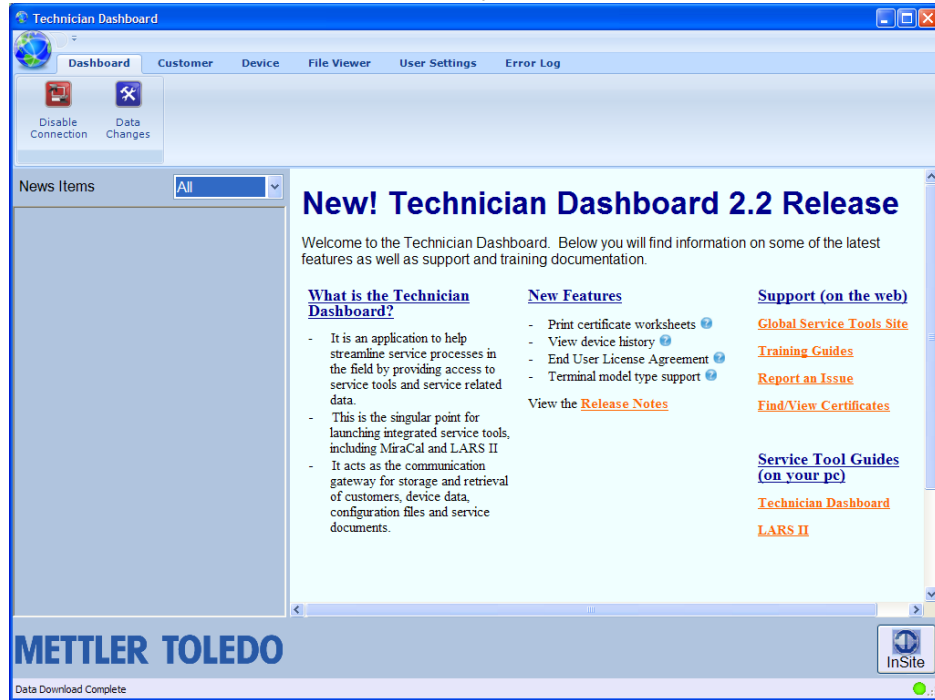 Technician Dashboard
Dashboard Customer Device File Viewer User Settings Error Log
Disable Connection
Data Changes
News Items All
New! Technician Dashboard 2.2 Release
Welcome to the Technician Dashboard. Below you will find information on some of the latest
features as well as support and training documentation.
What is the Technician
Dashboard?
- It is an application to help
streamline service processes in
the field by providing access to
service tools and service related
data.
- This is the singular point for
launching integrated service tools,
including MiraCal and LARS II
- It acts as the communication
gateway for storage and retrieval
of customers, device data,
configuration files and service
documents.
New Features
- Print certificate worksheets
- View device history
- End User License Agreement
- Terminal model type support
View the Release Notes
Support (on the web)
Global Service Tools Site
Training Guides
Report an Issue
Find/View Certificates
Service Tool Guides
(on your pc)
Technician Dashboard
LARS II
METTLER TOLEDO
InSite
Data Download Complete